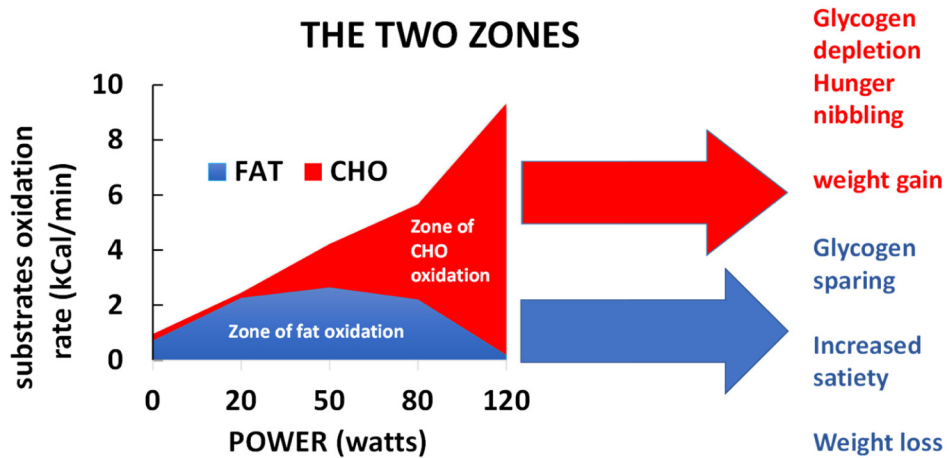 THE TWO ZONES
substrates oxidation
rate (kCal/min)
10
8
6
4
2
0
FAT
CHO
Zone of
CHO
oxidation
Zone of fat oxidation
0
20
50
80
120
POWER (watts)
Glycogen
depletion
Hunger
nibbling
weight gain
Glycogen
sparing
Increased
satiety
Weight loss